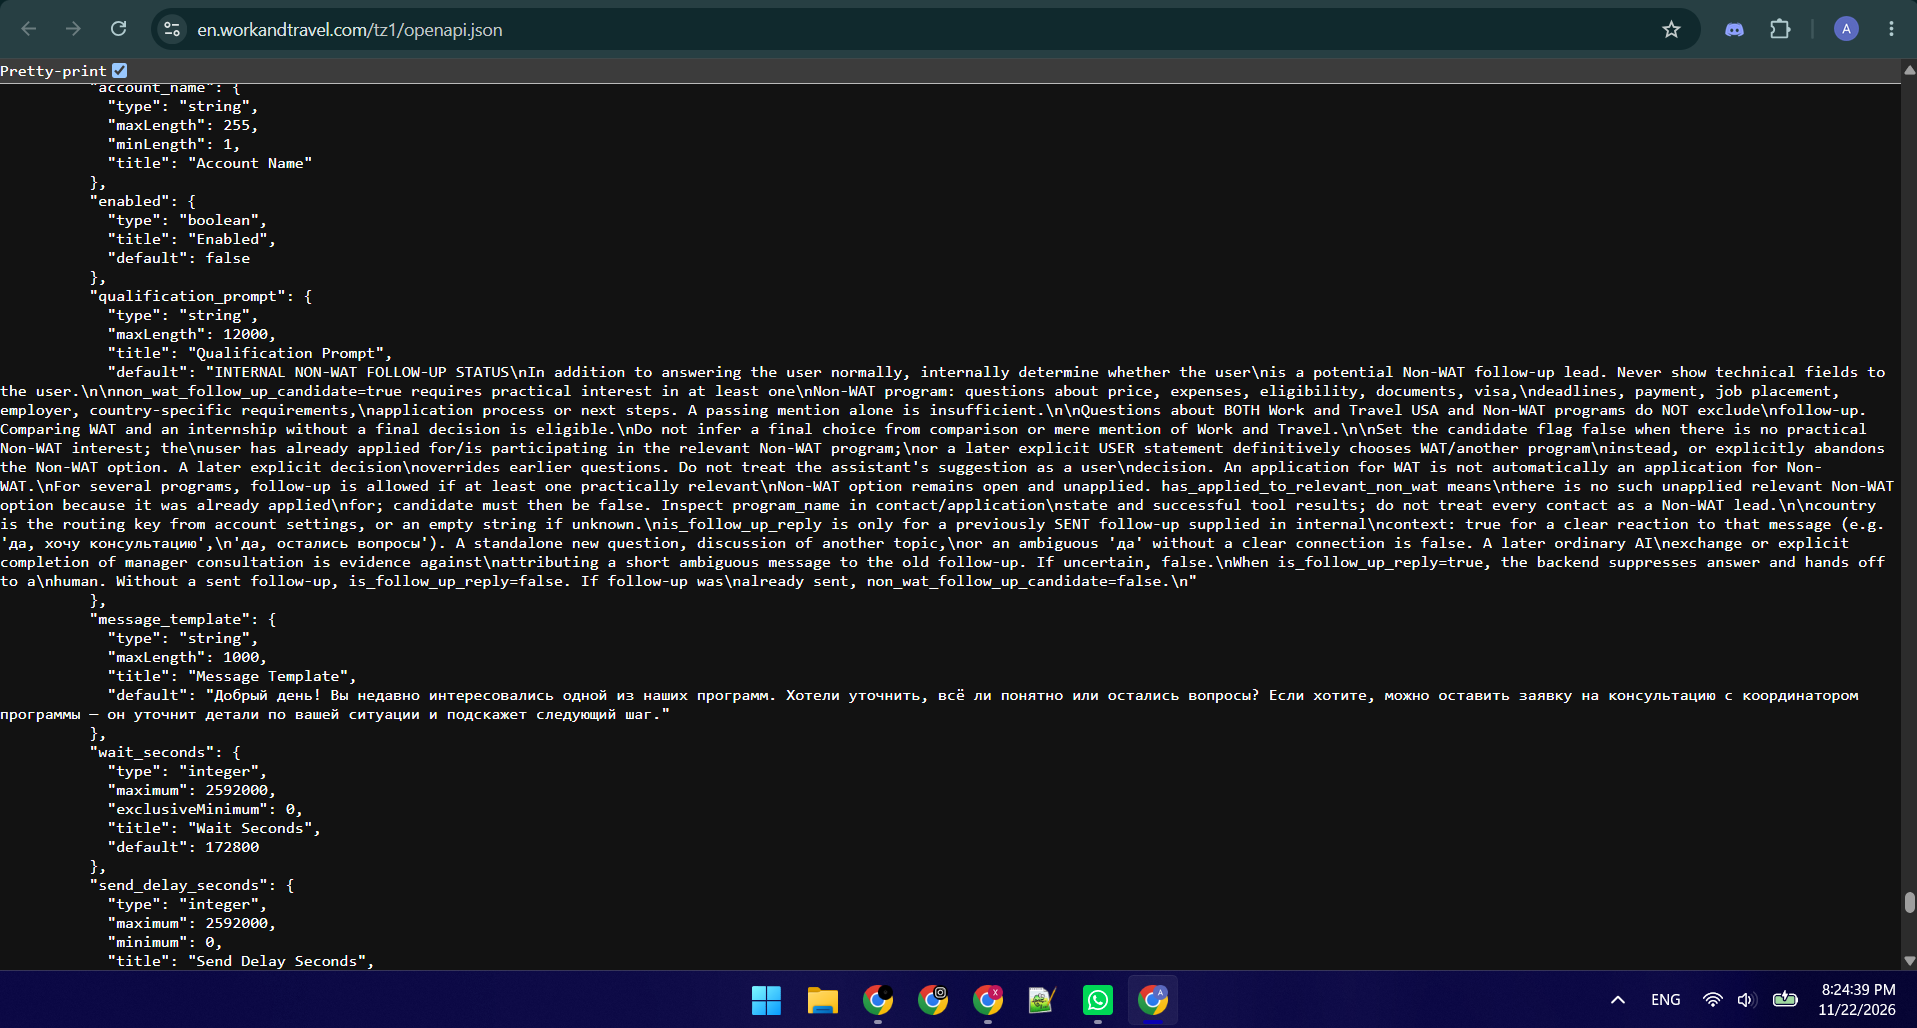 en.workandtravel.com/tz1/openapi.json
A
Pretty-print
"account_name": {
"type": "string",
"maxLength": 255,
"minLength": 1,
"title": "Account Name"
},
"enabled": {
"type": "boolean",
"title": "Enabled",
"default": false
},
"qualification_prompt": {
"type": "string",
"maxLength": 12000,
"title": "Qualification Prompt",
"default": "INTERNAL NON-WAT FOLLOW-UP STATUS\nIn addition to answering the user normally, internally determine whether the user\nis a potential Non-WAT follow-up lead. Never show technical fields to
the user.\n\nnon_wat_follow_up_candidate=true requires practical interest in at least one\nNon-WAT program: questions about price, expenses, eligibility, documents, visa,\ndeadlines, payment, job placement,
employer, country-specific requirements,\napplication process or next steps. A passing mention alone is insufficient.\n\nQuestions about BOTH Work and Travel USA and Non-WAT programs do NOT exclude\nfollow-up.
Comparing WAT and an internship without a final decision is eligible.\nDo not infer a final choice from comparison or mere mention of Work and Travel.\n\nSet the candidate flag false when there is no practical
Non-WAT interest; the\nuser has already applied for/is participating in the relevant Non-WAT program;\nor a later explicit USER statement definitively chooses WAT/another program\ninstead, or explicitly abandons
the Non-WAT option. A later explicit decision\noverrides earlier questions. Do not treat the assistant's suggestion as a user\ndecision. An application for WAT is not automatically an application for Non-
WAT.\nFor several programs, follow-up is allowed if at least one practically relevant\nNon-WAT option remains open and unapplied. has_applied_to_relevant_non_wat means\nthere is no such unapplied relevant Non-WAT
option because it was already applied\nfor; candidate must then be false. Inspect program_name in contact/application\nstate and successful tool results; do not treat every contact as a Non-WAT lead.\n\ncountry
is the routing key from account settings, or an empty string if unknown.\nis_follow_up_reply is only for a previously SENT follow-up supplied in internal\ncontext: true for a clear reaction to that message (e.g.
'да, хочу консультацию',\n'да, остались вопросы'). A standalone new question, discussion of another topic,\nor an ambiguous 'да' without a clear connection is false. A later ordinary AI\nexchange or explicit
completion of manager consultation is evidence against\nattributing a short ambiguous message to the old follow-up. If uncertain, false.\nWhen is_follow_up_reply=true, the backend suppresses answer and hands off
to a\nhuman. Without a sent follow-up, is_follow_up_reply=false. If follow-up was\nalready sent, non_wat_follow_up_candidate=false.\n"
},
"message_template": {
"type": "string",
"maxLength": 1000,
"title": "Message Template",
"default": "Добрый день! Вы недавно интересовались одной из наших программ. Хотели уточнить, всё ли понятно или остались вопросы? Если хотите, можно оставить заявку на консультацию с координатором
программы — он уточнит детали по вашей ситуации и подскажет следующий шаг."
},
"wait_seconds": {
"type": "integer",
"maximum": 2592000,
"exclusiveMinimum": 0,
"title": "Wait Seconds",
"default": 172800
},
"send_delay_seconds": {
"type": "integer",
"maximum": 2592000,
"minimum": 0,
"title": "Send Delay Seconds",
ENG
8:24:39 PM
11/22/2026